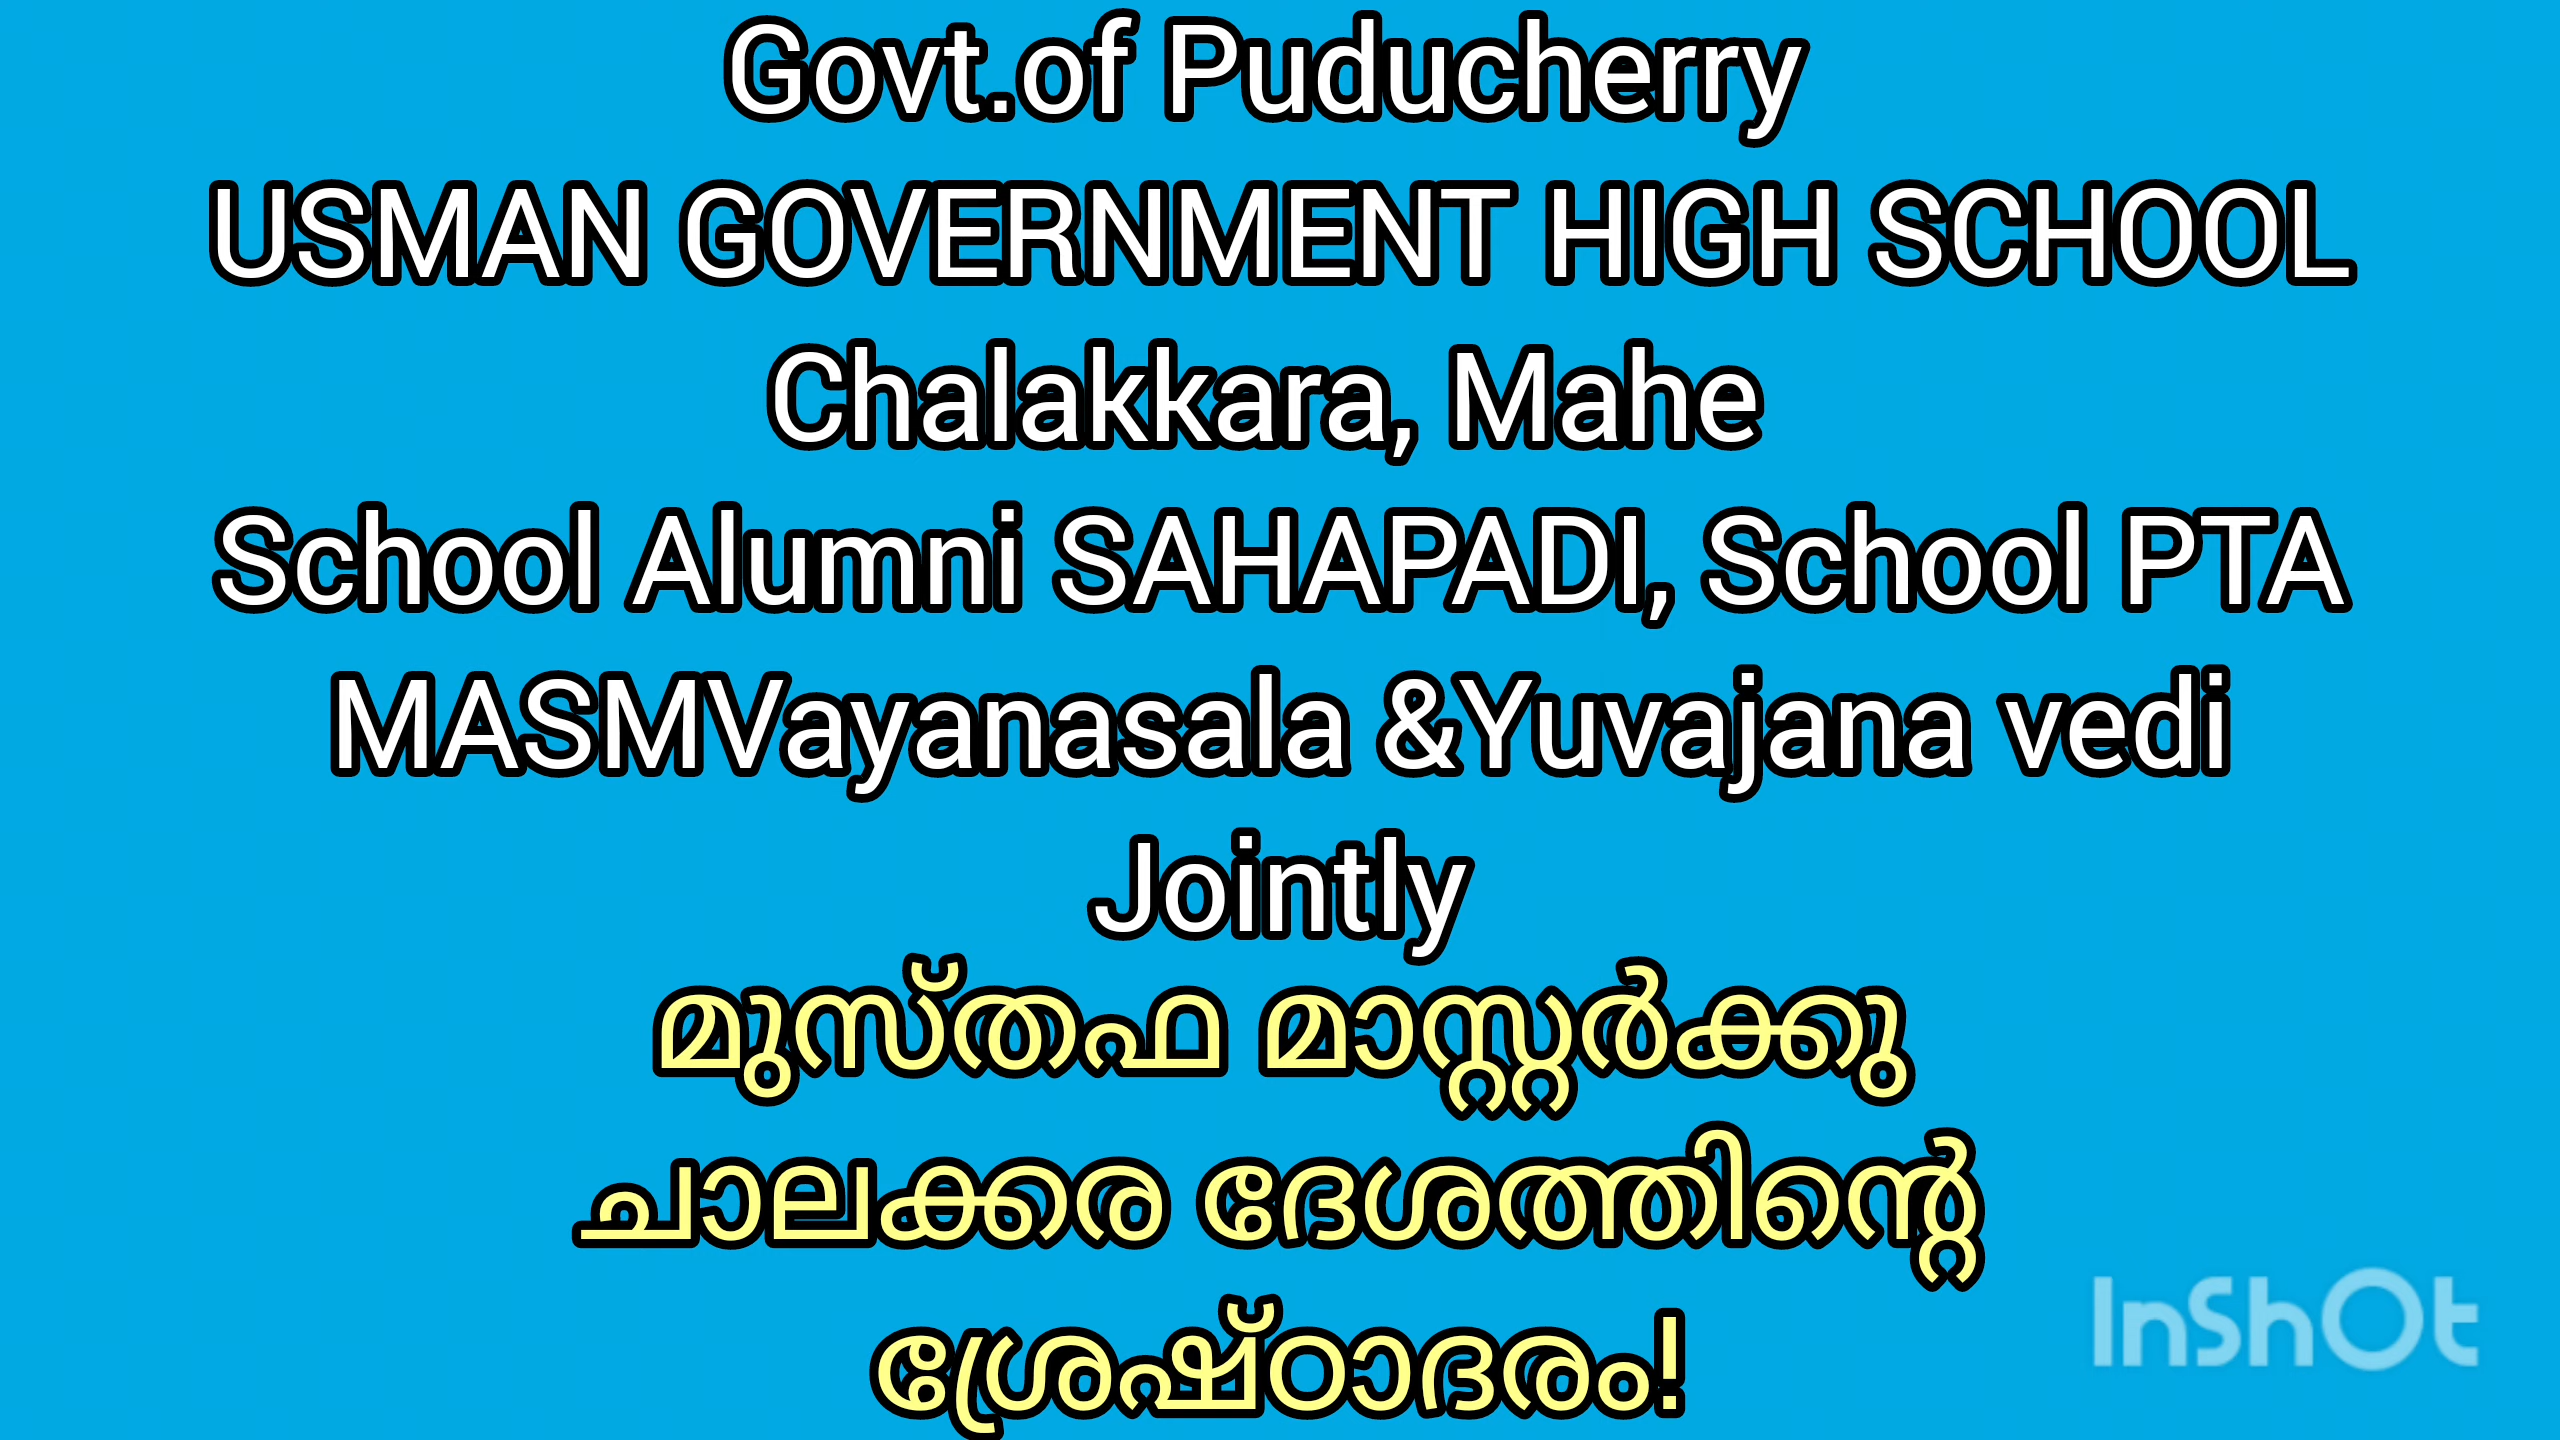 Govt.of Puducherry
USMAN GOVERNMENT HIGH SCHOOL
Chalakkara, Mahe
School Alumni SAHAPADI, School PTA
MASMVayanasala &Yuvajana vedi
Jointly
മുസ്തഫ മാസ്റ്റർക്കു
ചാലക്കര ദേശത്തിന്റെ
ശ്രേഷ്ഠാദരം!
InShOt